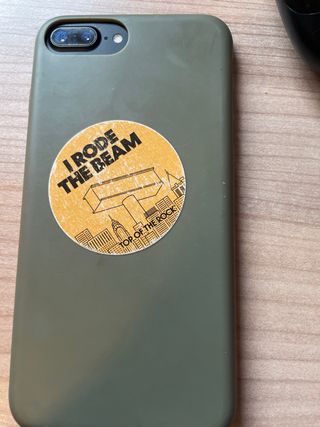 I RODE
THE BEAM
TOP OF THE ROCK